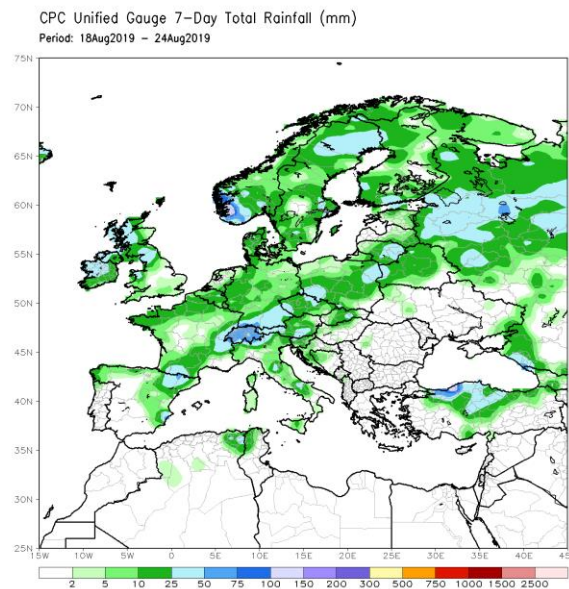 CPC Unified Gauge 7-Day Total Rainfall (mm)
Period: 18Aug2019 - 24Aug2019
75N
70N
65N
60N
55N
50N
45N
40N
35N
30N
25N
15W 10W 5W 0 5E 10E 15E 20E 25E 30E 35E 40E 45E
2 5 10 25 50 75 100 150 200 300 500 750 1000 1500 2500